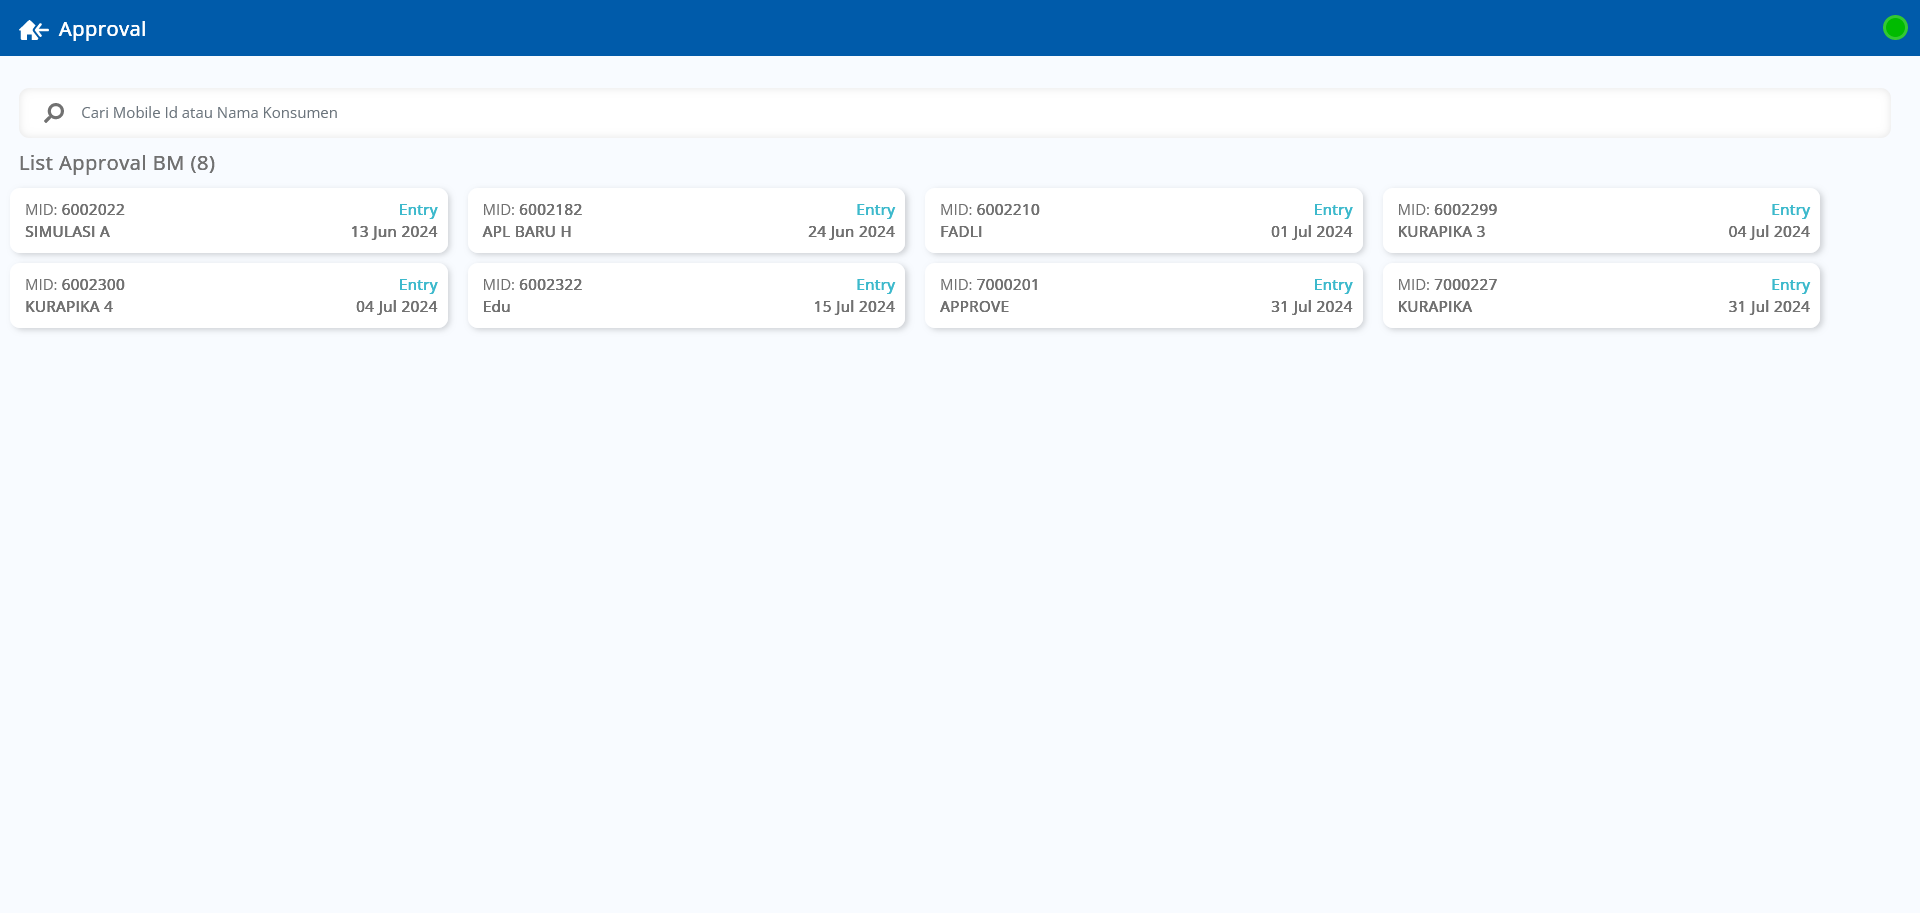 Approval
Cari Mobile Id atau Nama Konsumen
List Approval BM (8)
MID: 6002022 Entry
SIMULASI A 13 Jun 2024
MID: 6002182 Entry
APL BARU H 24 Jun 2024
MID: 6002210 Entry
FADLI 01 Jul 2024
MID: 6002299 Entry
KURAPIKA 3 04 Jul 2024
MID: 6002300 Entry
KURAPIKA 4 04 Jul 2024
MID: 6002322 Entry
Edu 15 Jul 2024
MID: 7000201 Entry
APPROVE 31 Jul 2024
MID: 7000227 Entry
KURAPIKA 31 Jul 2024